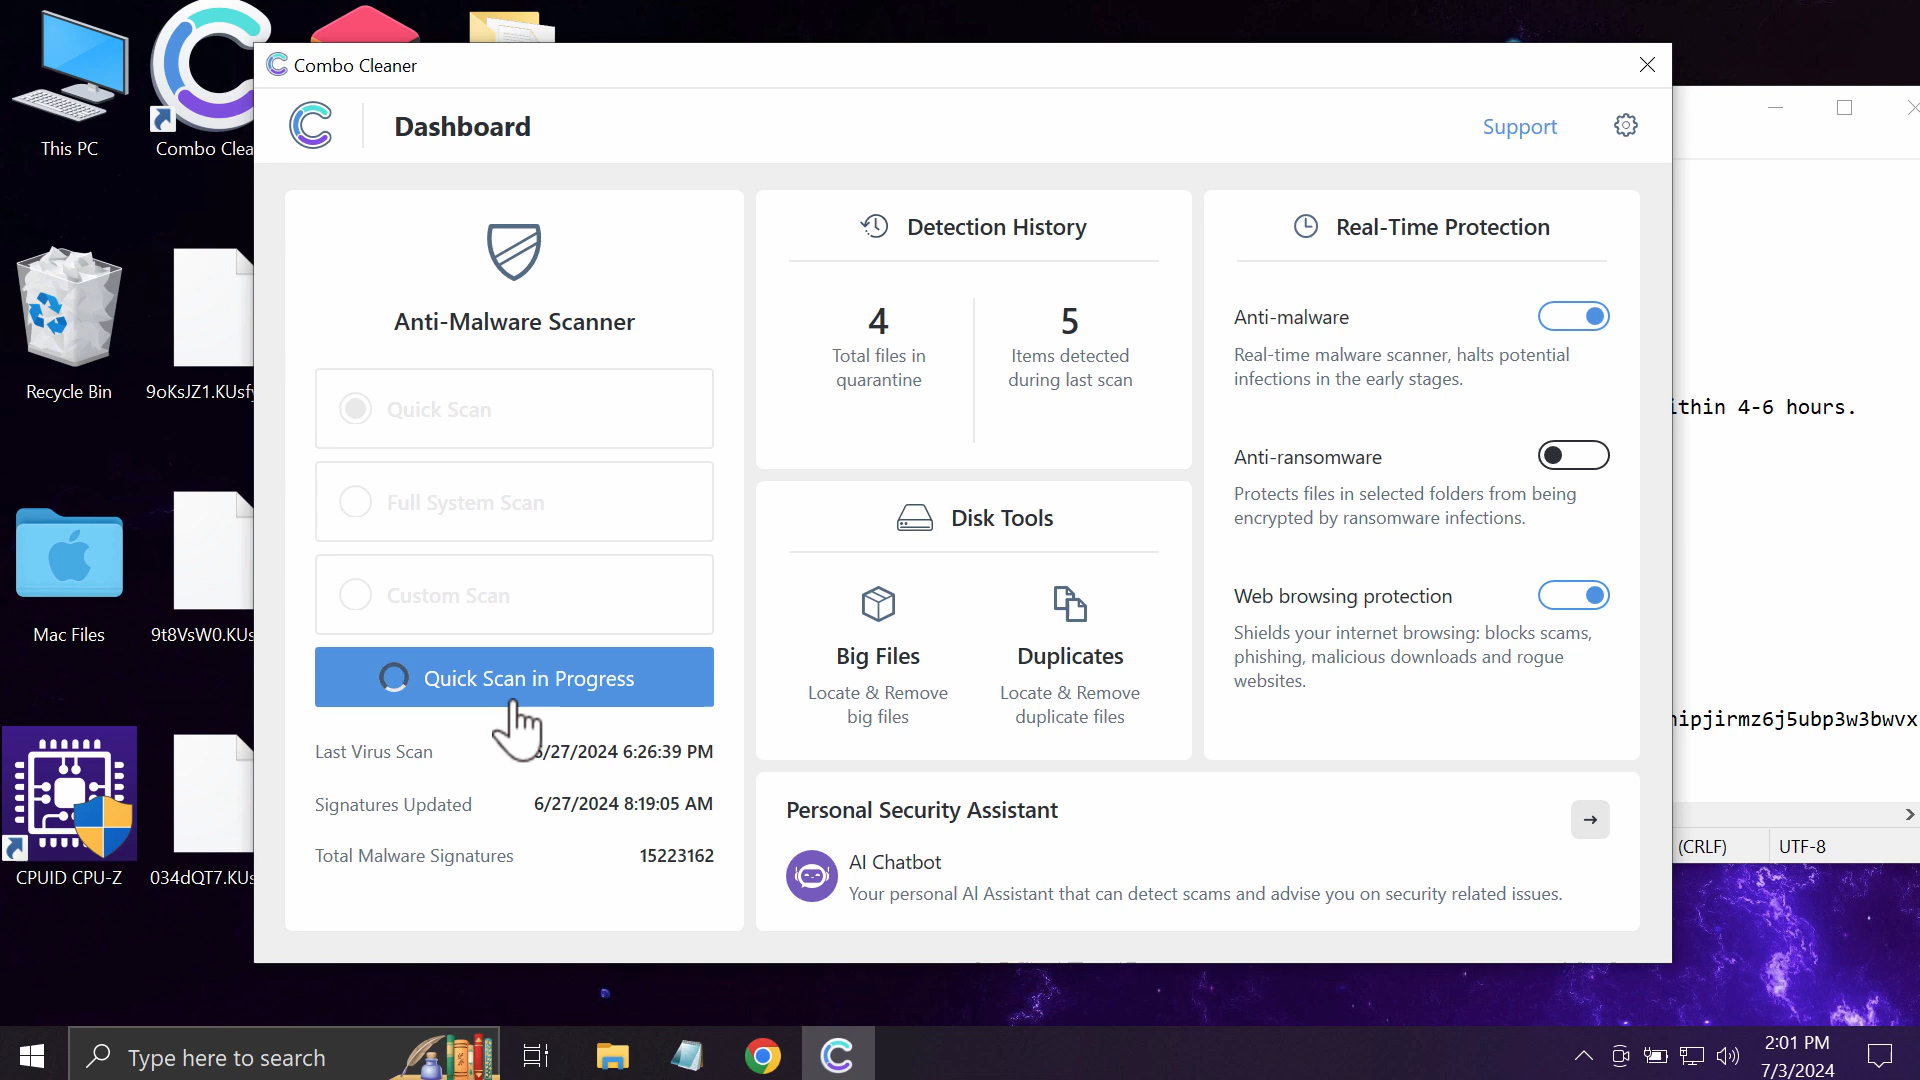 This PC
Combo Clea
Recycle Bin
9oKsJZ1.KUsfy
Mac Files
9t8VsW0.KUs
CPUID CPU-Z
034dQT7.KUs
Combo Cleaner
Dashboard
Support
Anti-Malware Scanner
Quick Scan
Full System Scan
Custom Scan
Quick Scan in Progress
Last Virus Scan
6/27/2024 6:26:39 PM
Signatures Updated
6/27/2024 8:19:05 AM
Total Malware Signatures
15223162
Detection History
4
Total files in
quarantine
5
Items detected
during last scan
Disk Tools
Big Files
Locate & Remove
big files
Duplicates
Locate & Remove
duplicate files
Real-Time Protection
Anti-malware
Real-time malware scanner, halts potential
infections in the early stages.
Anti-ransomware
Protects files in selected folders from being
encrypted by ransomware infections.
Web browsing protection
Shields your internet browsing: blocks scams,
phishing, malicious downloads and rogue
websites.
Personal Security Assistant
AI Chatbot
Your personal AI Assistant that can detect scams and advise you on security related issues.
ithin 4-6 hours.
nipjirmz6j5ubp3w3bwvx
(CRLF)
UTF-8
Type here to search
2:01 PM
7/3/2024